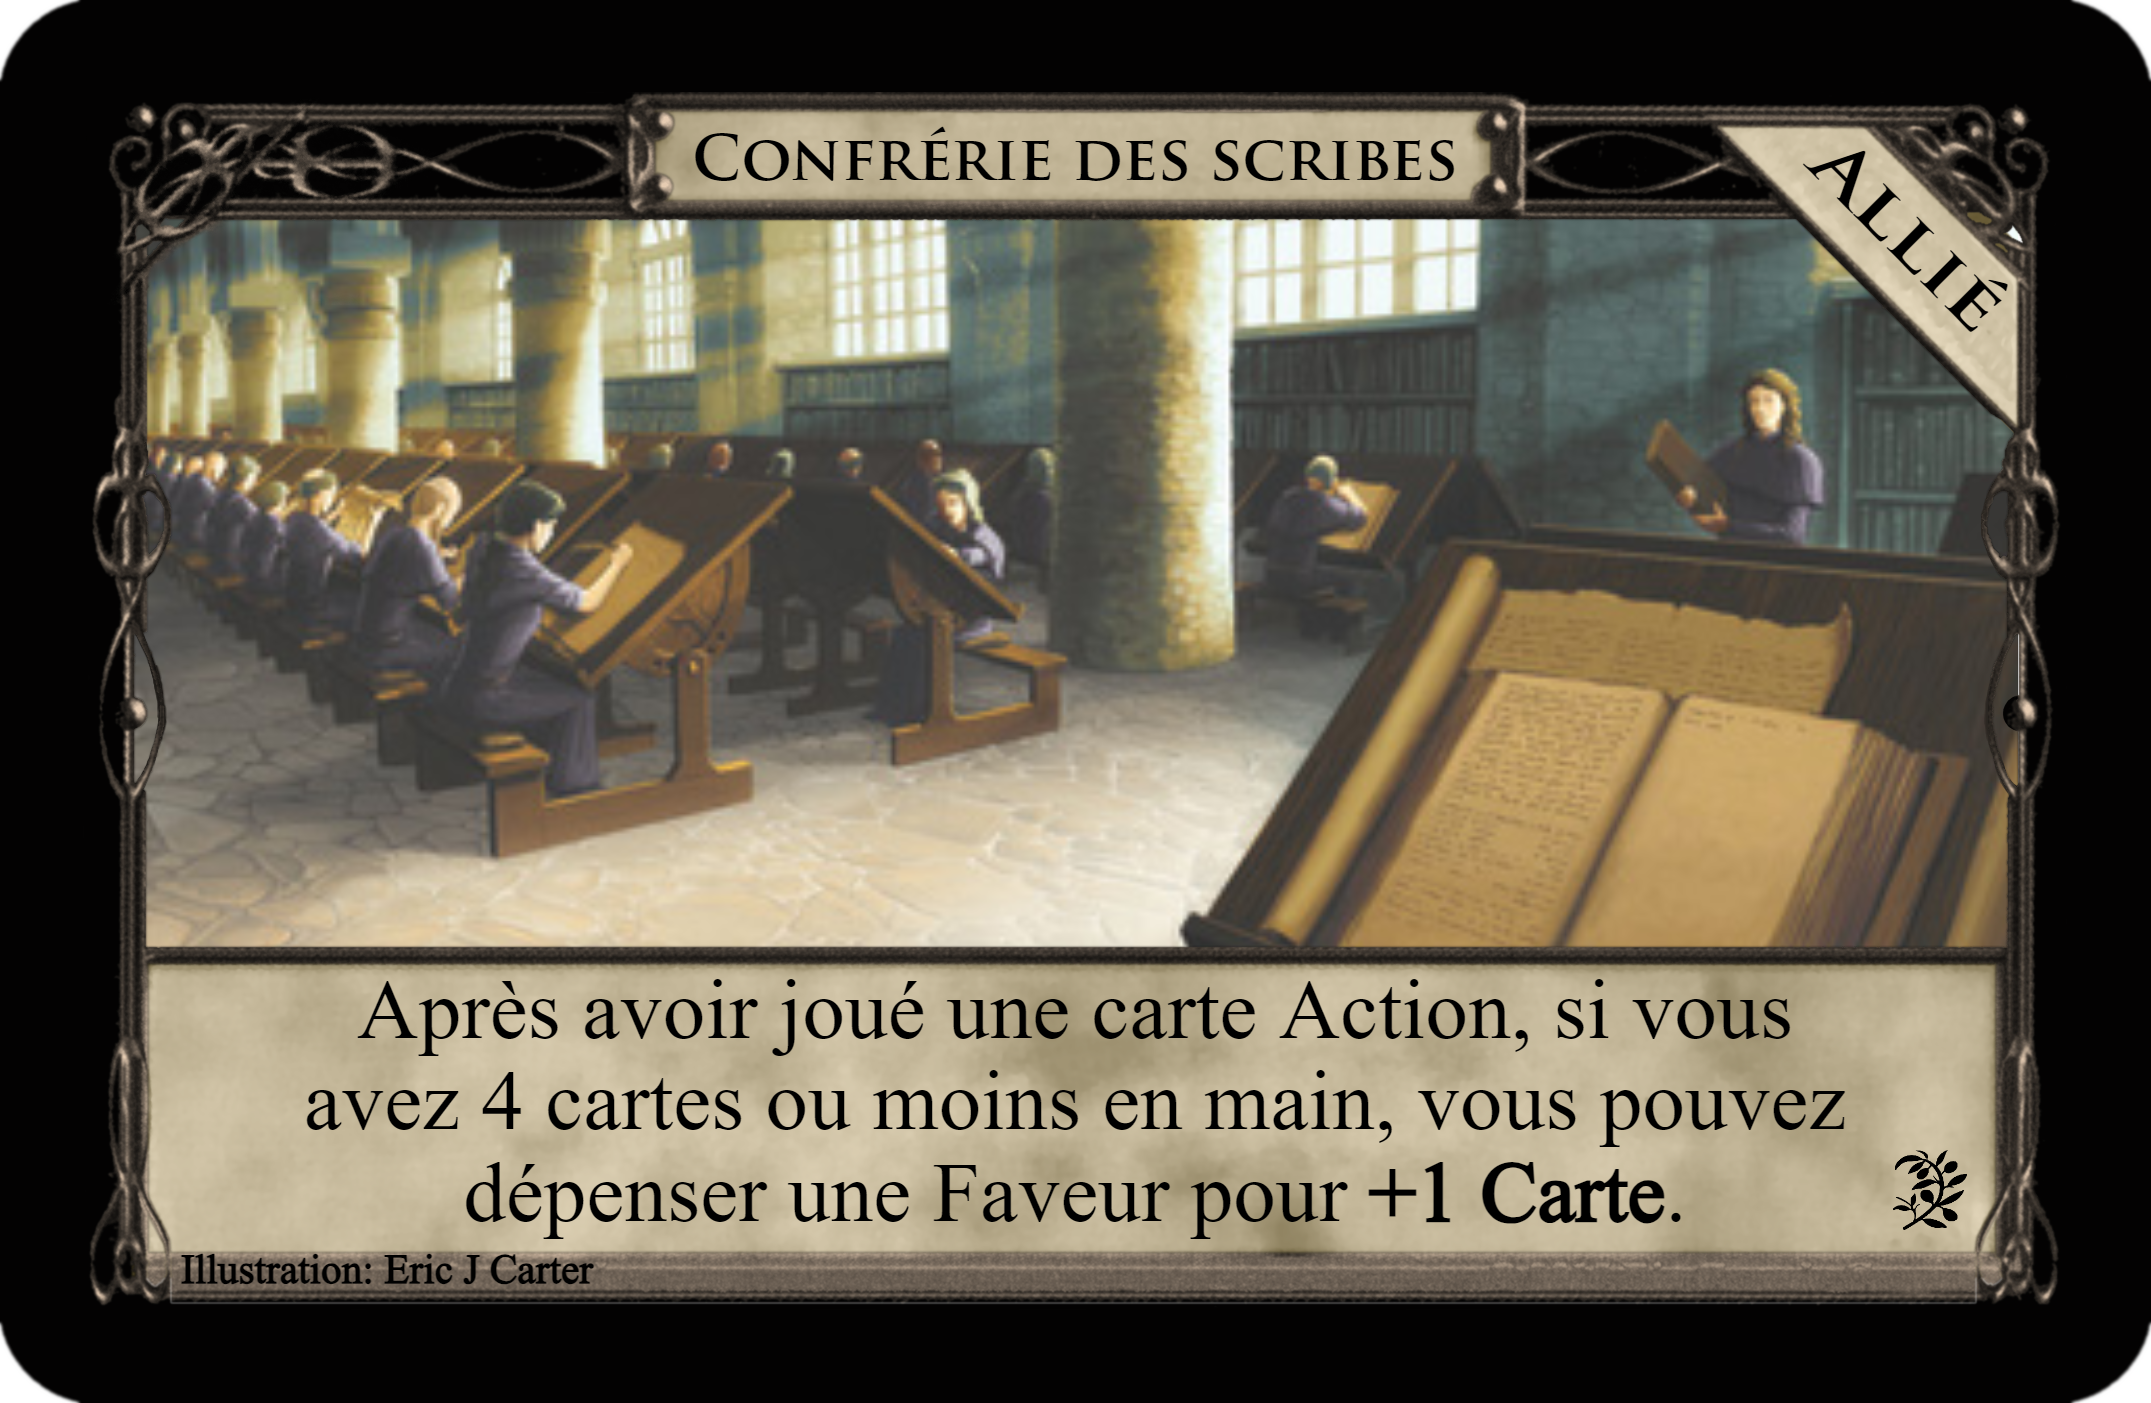 Confrérie des scribes
Allié
Après avoir joué une carte Action, si vous
avez 4 cartes ou moins en main, vous pouvez
dépenser une Faveur pour +1 Carte.
Illustration: Eric J Carter